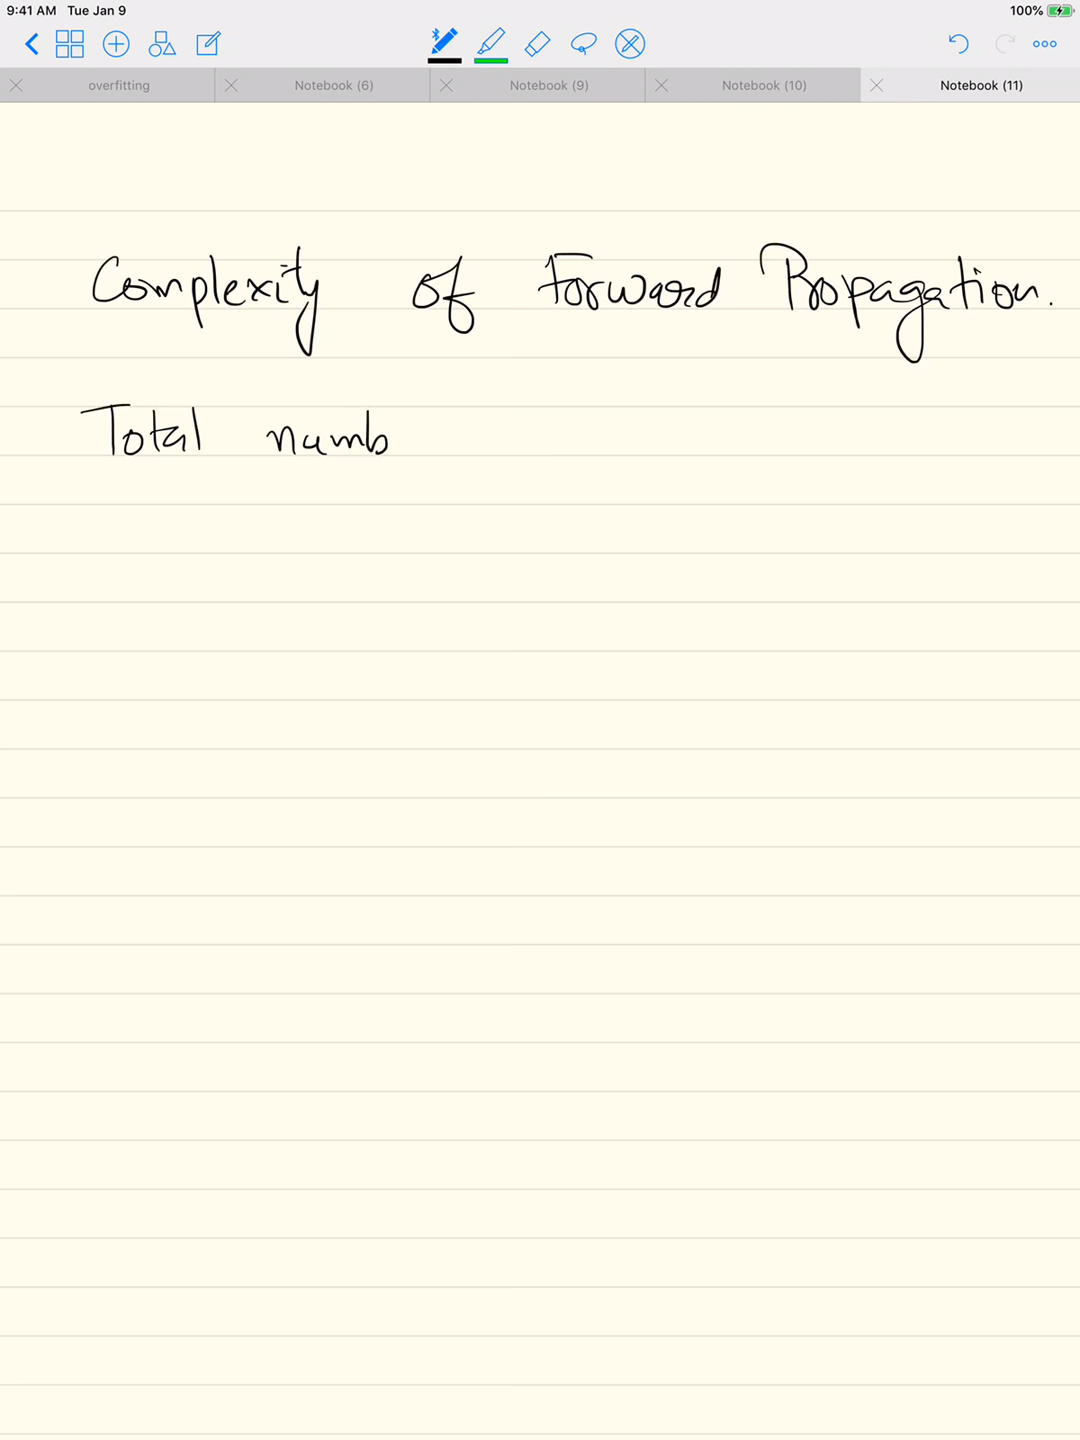 9:41 AM Tue Jan 9 100%
overfitting Notebook (6) Notebook (9) Notebook (10) Notebook (11)
Complexity of Forward Propagation.
Total numb